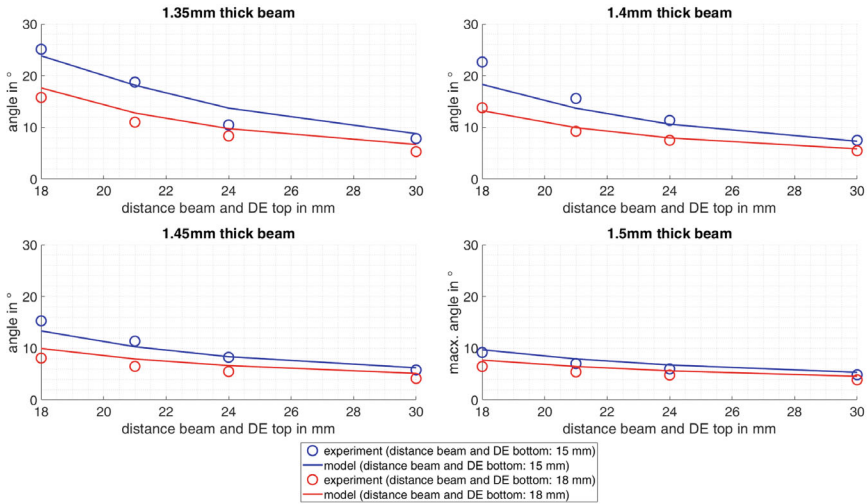 1.35mm thick beam
30
20
10
0
angle in °
18 20 22 24 26 28 30
distance beam and DE top in mm
1.4mm thick beam
30
20
10
0
angle in °
18 20 22 24 26 28 30
distance beam and DE top in mm
1.45mm thick beam
30
20
10
0
angle in °
18 20 22 24 26 28 30
distance beam and DE top in mm
1.5mm thick beam
30
20
10
0
macx. angle in °
18 20 22 24 26 28 30
distance beam and DE top in mm
experiment (distance beam and DE bottom: 15 mm)
model (distance beam and DE bottom: 15 mm)
experiment (distance beam and DE bottom: 18 mm)
model (distance beam and DE bottom: 18 mm)